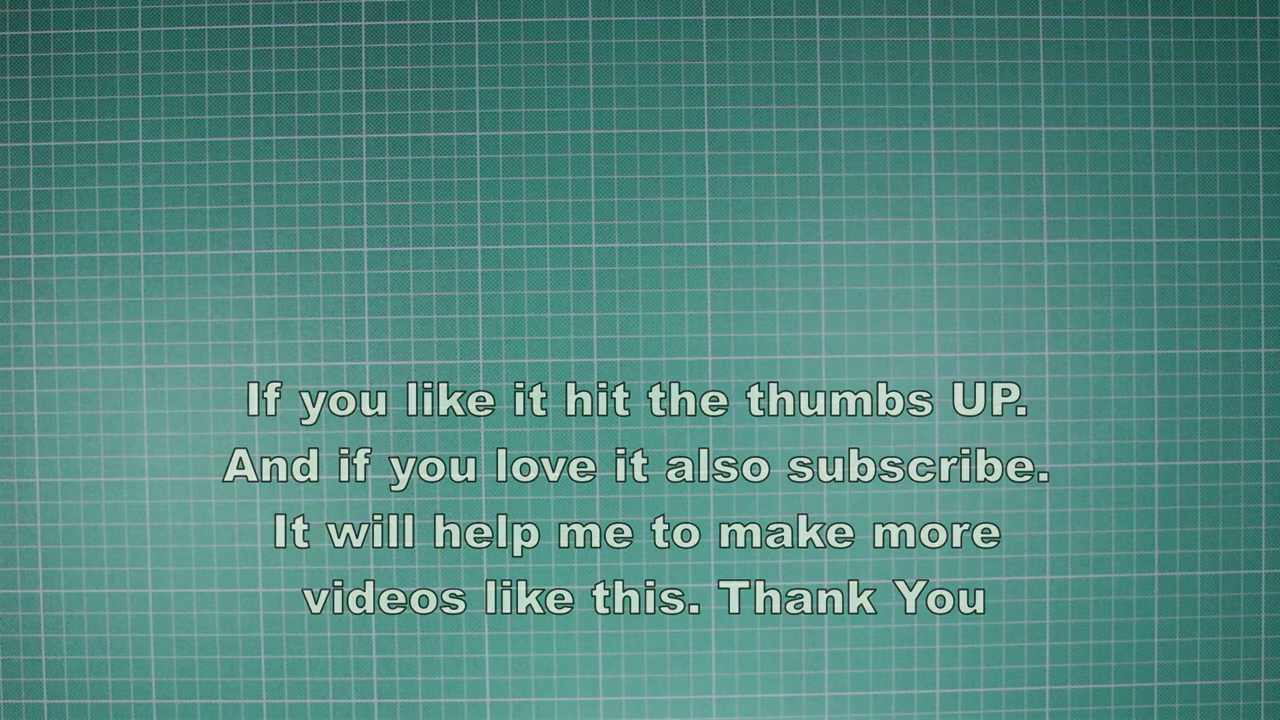 If you like it hit the thumbs UP.
And if you love it also subscribe.
It will help me to make more
videos like this. Thank You